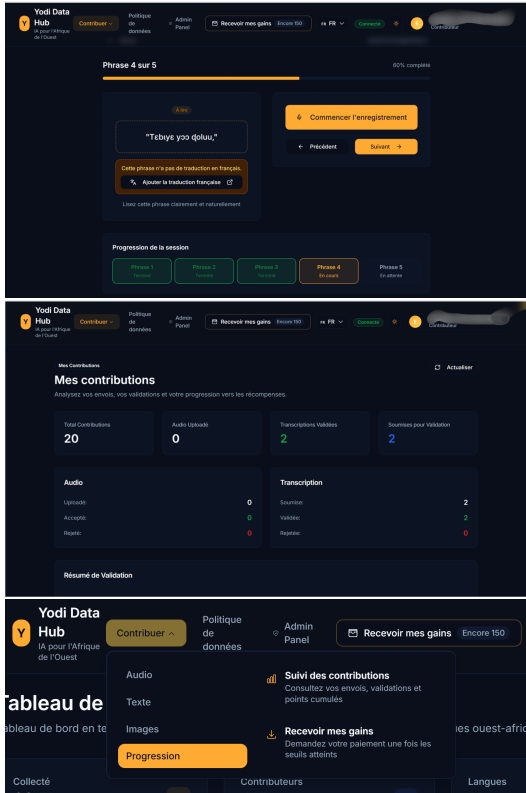 Yodi Data Hub
IA pour l'Afrique de l'Ouest
Y
Contribuer
Politique de données
Admin Panel
Recevoir mes gains Encore 150
FR FR
Connecté
E
Contributeur
Phrase 4 sur 5
60% complété
À lire
"Tɛbıyɛ yɔɔ ɖoluu,"
Cette phrase n'a pas de traduction en français.
Ajouter la traduction française
Lisez cette phrase clairement et naturellement
Commencer l'enregistrement
← Précédent
Suivant →
Progression de la session
Phrase 1 Phrase 2 Phrase 3 Phrase 4 Phrase 5
Terminé Terminé Terminé En cours En attente
Yodi Data Hub
IA pour l'Afrique de l'Ouest
Y
Contribuer
Politique de données
Admin Panel
Recevoir mes gains Encore 150
FR FR
Connecté
E
Contributeur
Mes Contributions
Actualiser
Mes contributions
Analysez vos envois, vos validations et votre progression vers les récompenses.
Total Contributions
20
Audio Uploadé
0
Transcriptions Validées
2
Soumises pour Validation
2
Audio
Uploadé: 0
Accepté: 0
Rejeté: 0
Transcription
Soumise: 2
Validée: 2
Rejetée: 0
Résumé de Validation
Yodi Data Hub
IA pour l'Afrique de l'Ouest
Y
Contribuer
Politique de données
Admin Panel
Recevoir mes gains Encore 150
Audio
Texte
Images
Progression
Suivi des contributions
Consultez vos envois, validations et
points cumulés
Recevoir mes gains
Demandez votre paiement une fois les
seuils atteints
Tableau de
ableau de bord en te
ues ouest-afric
Collecté
Contributeurs
Langues